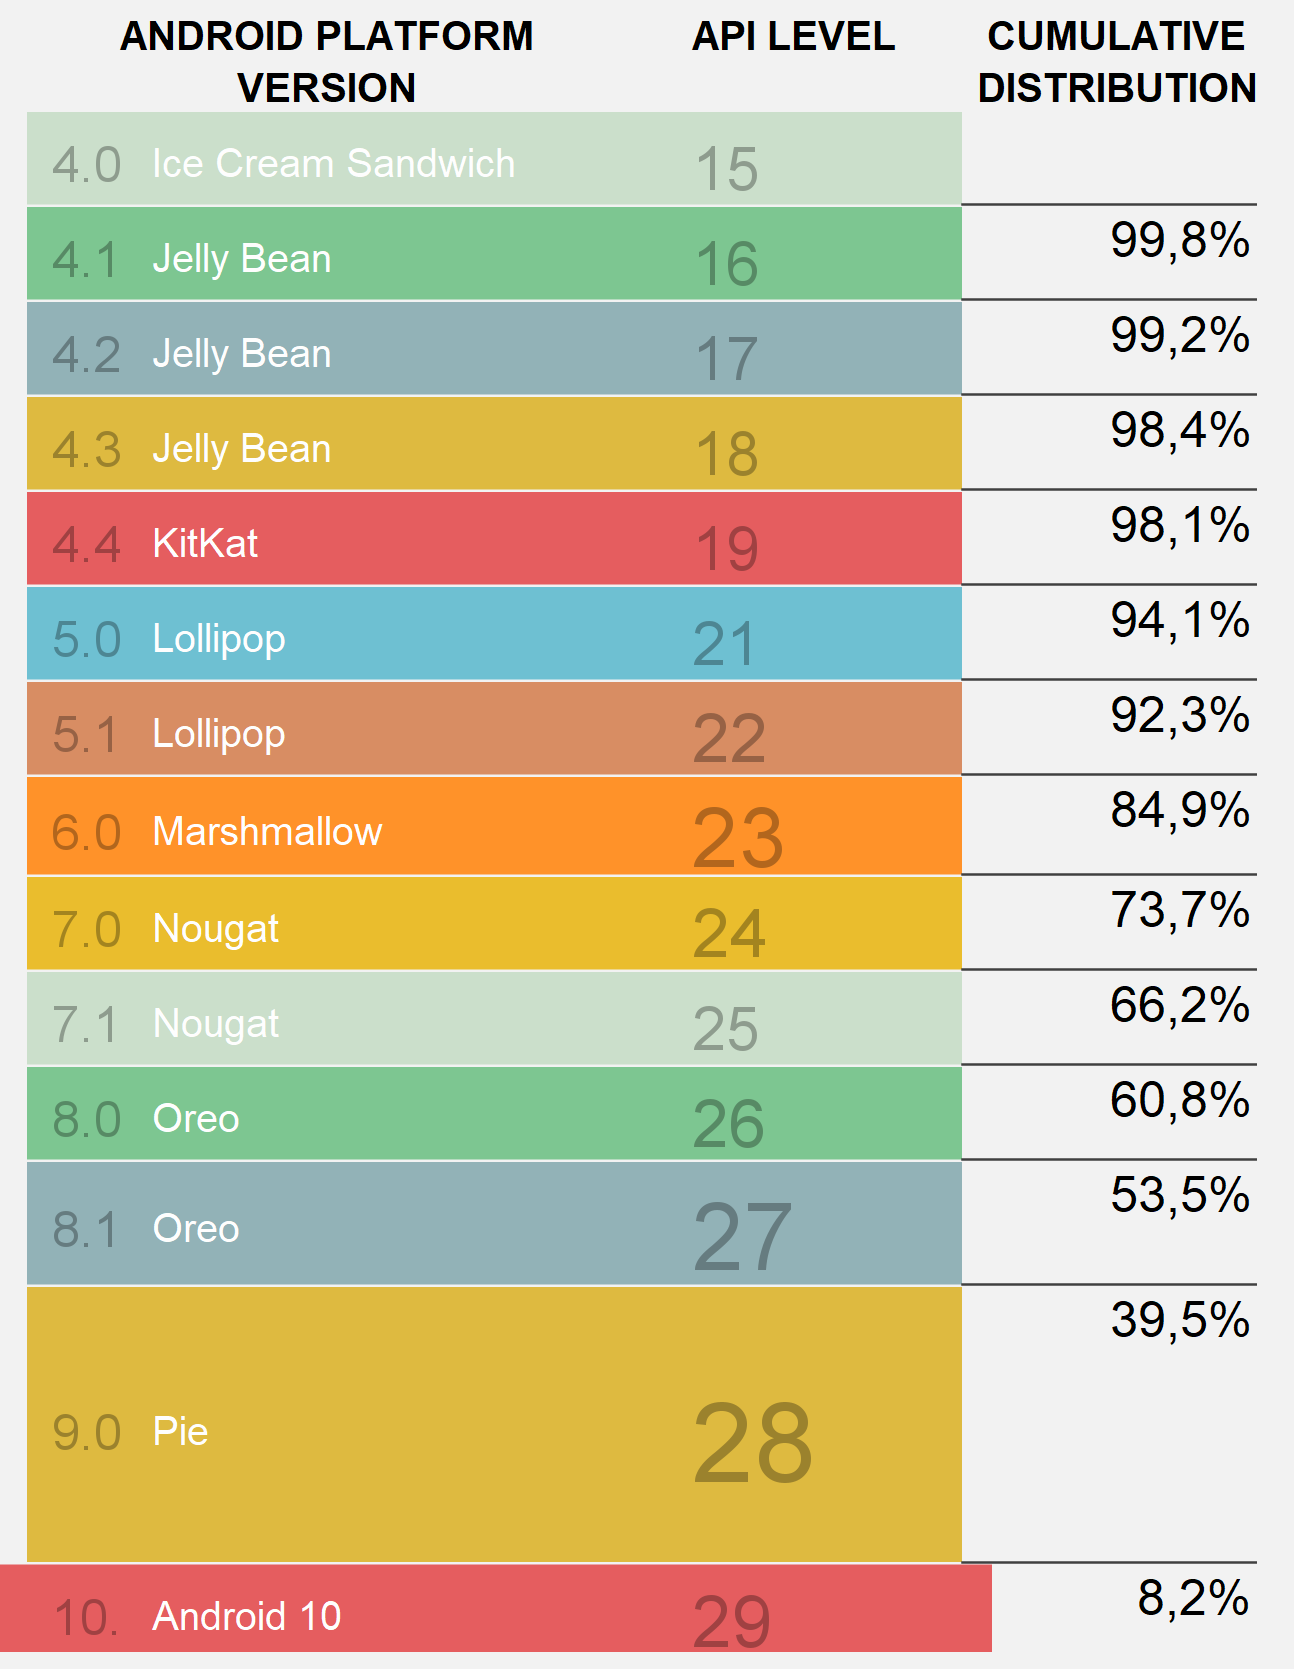 ANDROID PLATFORM
VERSION
API LEVEL
CUMULATIVE
DISTRIBUTION
4.0 Ice Cream Sandwich 15
4.1 Jelly Bean 16 99,8%
4.2 Jelly Bean 17 99,2%
4.3 Jelly Bean 18 98,4%
4.4 KitKat 19 98,1%
5.0 Lollipop 21 94,1%
5.1 Lollipop 22 92,3%
6.0 Marshmallow 23 84,9%
7.0 Nougat 24 73,7%
7.1 Nougat 25 66,2%
8.0 Oreo 26 60,8%
8.1 Oreo 27 53,5%
9.0 Pie 28 39,5%
10. Android 10 29 8,2%